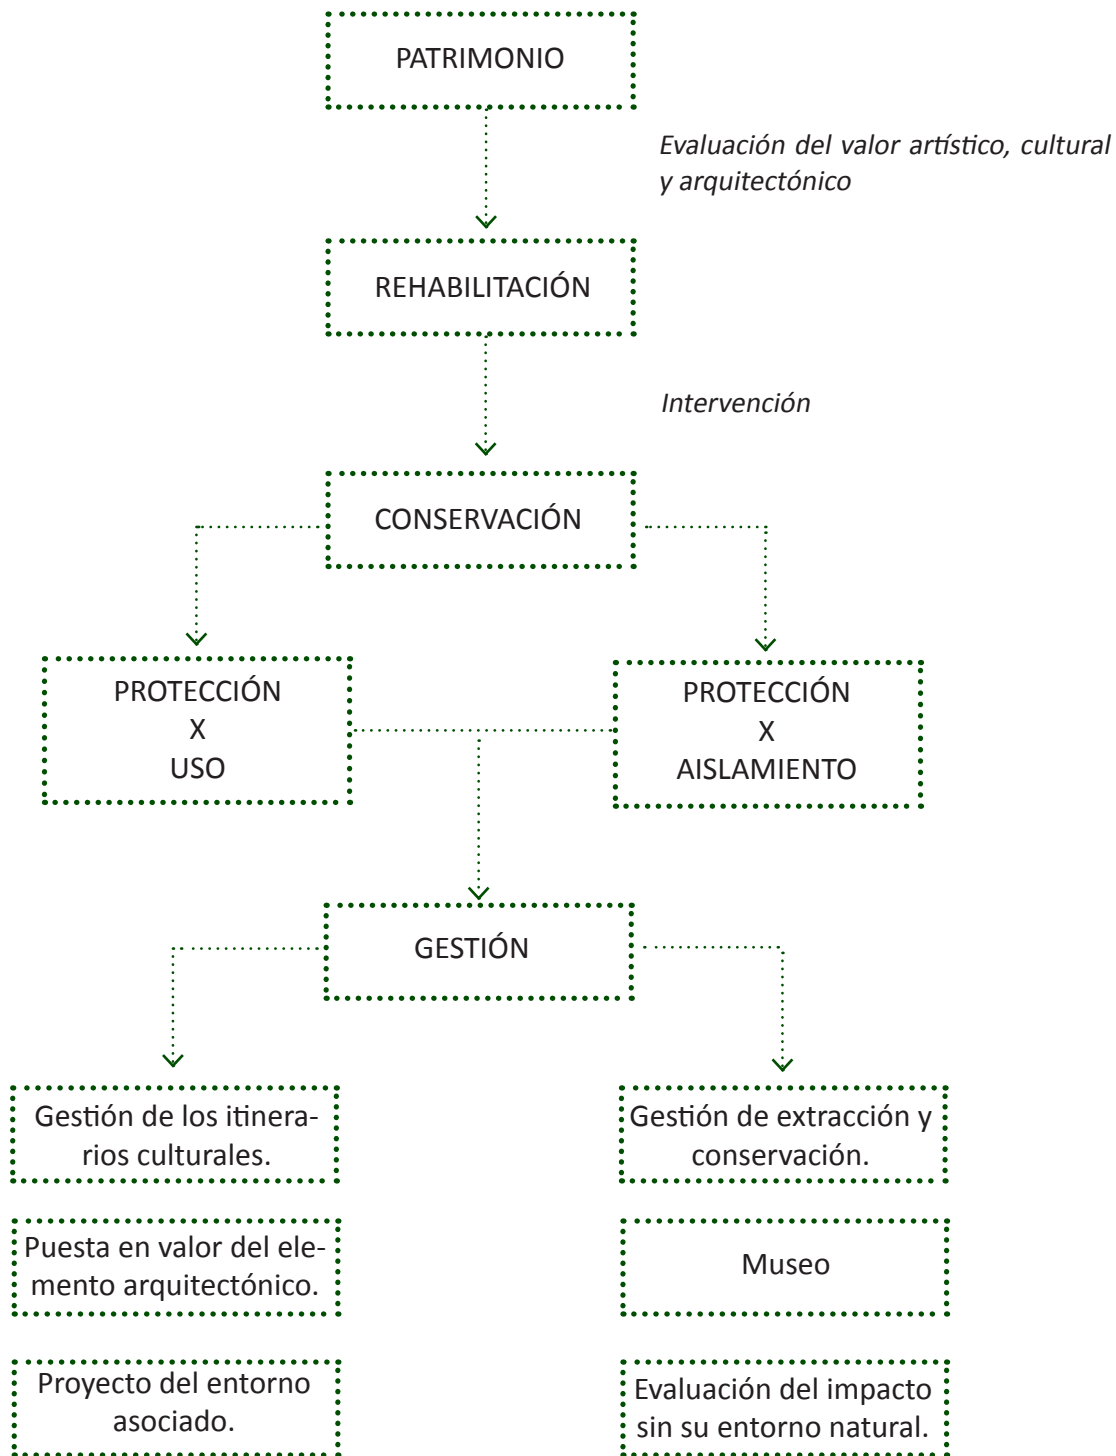 PATRIMONIO
Evaluación del valor artístico, cultural
y arquitectónico
REHABILITACIÓN
Intervención
CONSERVACIÓN
PROTECCIÓN
X
USO
PROTECCIÓN
X
AISLAMIENTO
GESTIÓN
Gestión de los itinera-
rios culturales.
Gestión de extracción y
conservación.
Puesta en valor del ele-
mento arquitectónico.
Museo
Proyecto del entorno
asociado.
Evaluación del impacto
sin su entorno natural.